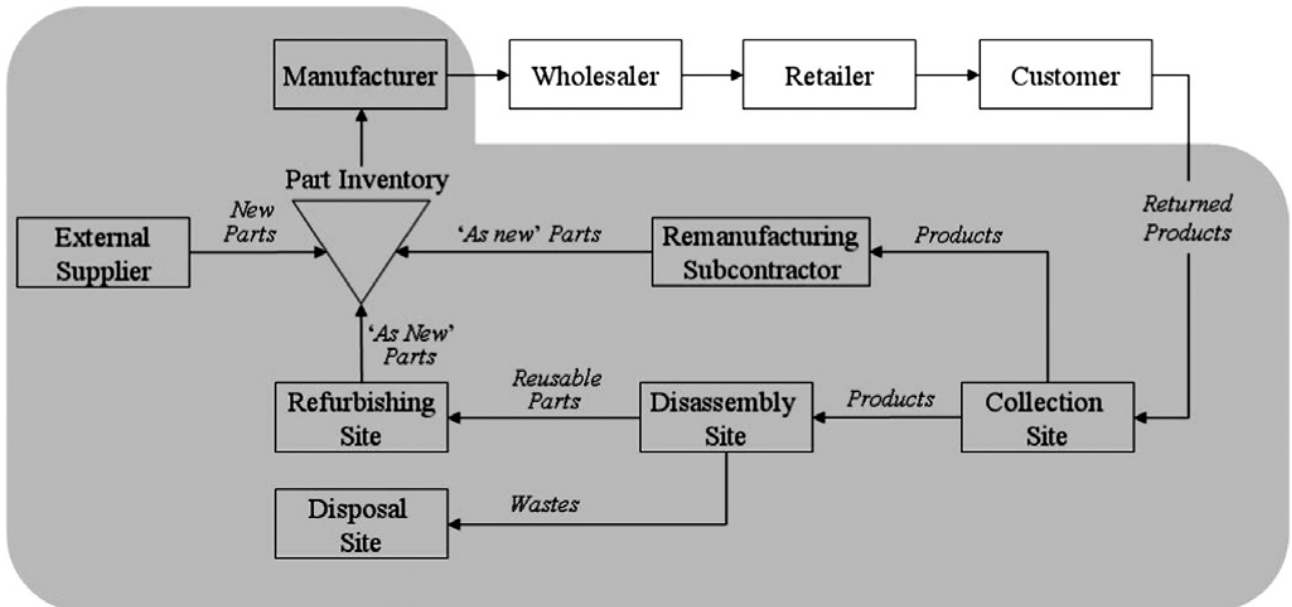 Manufacturer
Wholesaler
Retailer
Customer
Part Inventory
New
Parts
External
Supplier
‘As new’ Parts
Remanufacturing
Subcontractor
Products
Returned
Products
‘As New’
Parts
Refurbishing
Site
Reusable
Parts
Disassembly
Site
Products
Collection
Site
Disposal
Site
Wastes